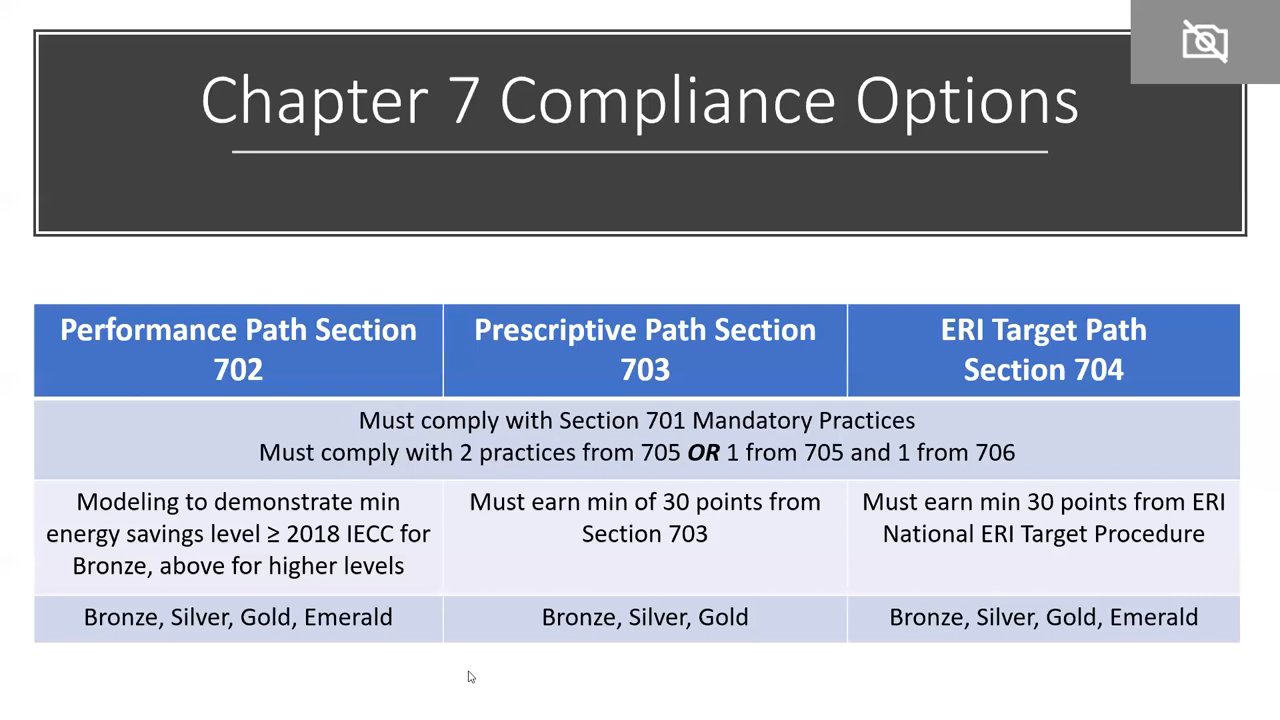 Chapter 7 Compliance Options
Performance Path Section
702
Prescriptive Path Section
703
ERI Target Path
Section 704
Must comply with Section 701 Mandatory Practices
Must comply with 2 practices from 705 OR 1 from 705 and 1 from 706
Modeling to demonstrate min
energy savings level ≥ 2018 IECC for
Bronze, above for higher levels
Must earn min of 30 points from
Section 703
Must earn min 30 points from ERI
National ERI Target Procedure
Bronze, Silver, Gold, Emerald
Bronze, Silver, Gold
Bronze, Silver, Gold, Emerald